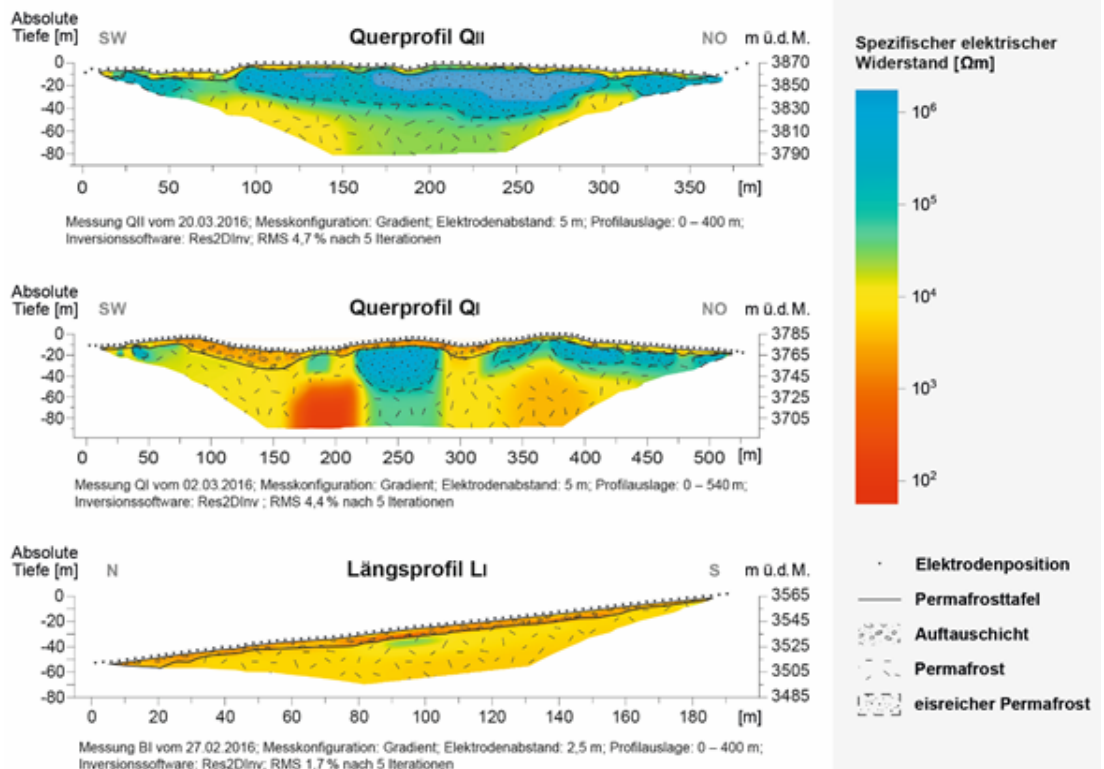 Absolute
Tiefe [m]
SW
Querprofil QII
NO
m ü.d.M.
0
-20
-40
-60
-80
3870
3850
3830
3810
3790
0 50 100 150 200 250 300 350 [m]
Messung QII vom 20.03.2016; Messkonfiguration: Gradient; Elektrodenabstand: 5 m; Profilauslage: 0 – 400 m;
Inversionssoftware: Res2DInv; RMS 4,7 % nach 5 Iterationen
Absolute
Tiefe [m]
SW
Querprofil QI
NO
m ü.d.M.
0
-20
-40
-60
-80
3785
3765
3745
3725
3705
0 50 100 150 200 250 300 350 400 450 500 [m]
Messung QI vom 02.03.2016; Messkonfiguration: Gradient; Elektrodenabstand: 5 m; Profilauslage: 0 – 540 m;
Inversionssoftware: Res2DInv ; RMS 4,4 % nach 5 Iterationen
Absolute
Tiefe [m]
N
Längsprofil LI
S
m ü.d.M.
0
-20
-40
-60
-80
3565
3545
3525
3505
3485
0 20 40 60 80 100 120 140 160 180 [m]
Messung BI vom 27.02.2016; Messkonfiguration: Gradient; Elektrodenabstand: 2,5 m; Profilauslage: 0 – 400 m;
Inversionssoftware: Res2DInv; RMS 1,7 % nach 5 Iterationen
Spezifischer elektrischer
Widerstand [Ωm]
10⁶
10⁵
10⁴
10³
10²
Elektrodenposition
Permafrosttafel
Auftauschicht
Permafrost
eisreicher Permafrost